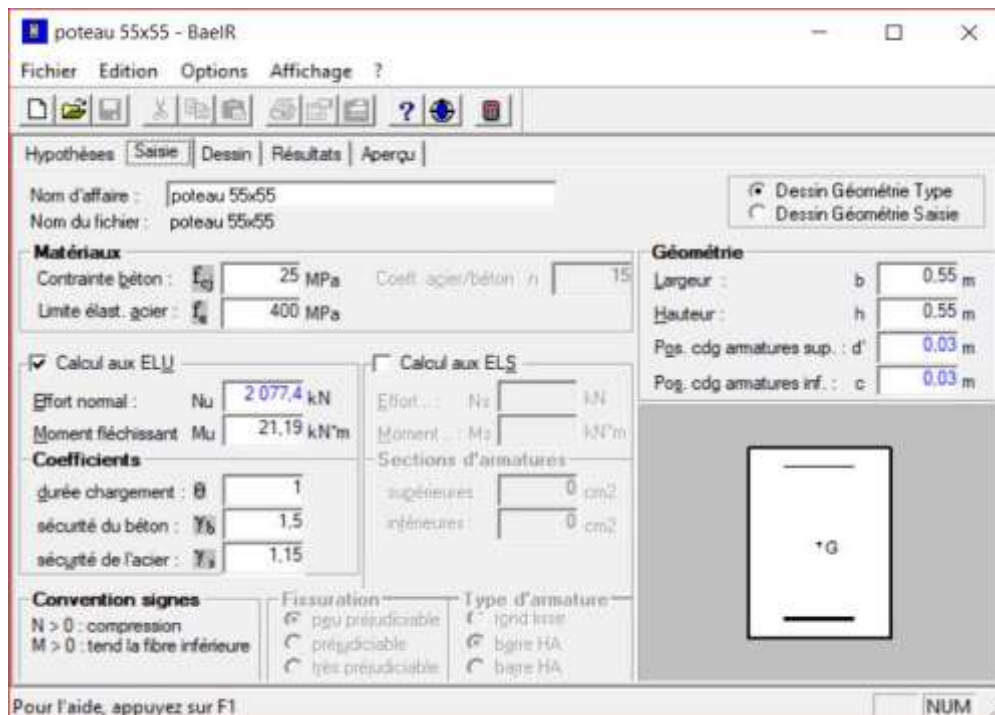 poteau 55x55 - BaelR
Fichier Edition Options Affichage ?
Hypothèses Saisie Dessin Résultats Aperçu
Nom d'affaire : poteau 55x55
Nom du fichier : poteau 55x55
Dessin Géométrie Type
Dessin Géométrie Saisie
Matériaux
Contrainte béton : fcj 25 MPa Coeff. acier/béton n 15
Limite élast. acier : fe 400 MPa
Géométrie
Largeur : b 0.55 m
Hauteur : h 0.55 m
Pos. cdg armatures sup. : d' 0.03 m
Pos. cdg armatures inf. : c 0.03 m
Calcul aux ELU
Effort normal : Nu 2 077,4 kN
Moment fléchissant Mu 21,19 kN*m
Calcul aux ELS
Effort... : Ns kN
Moment ... : Ms kN*m
Coefficients
durée chargement : θ 1
sécurité du béton : γb 1,5
sécurité de l'acier : γs 1,15
Sections d'armatures
supérieures : 0 cm2
inférieures : 0 cm2
+G
Convention signes
N > 0 : compression
M > 0 : tend la fibre inférieure
Fissuration
peu préjudiciable
préjudiciable
très préjudiciable
Type d'armature
rond lisse
barre HA
barre HA
Pour l'aide, appuyez sur F1 NUM